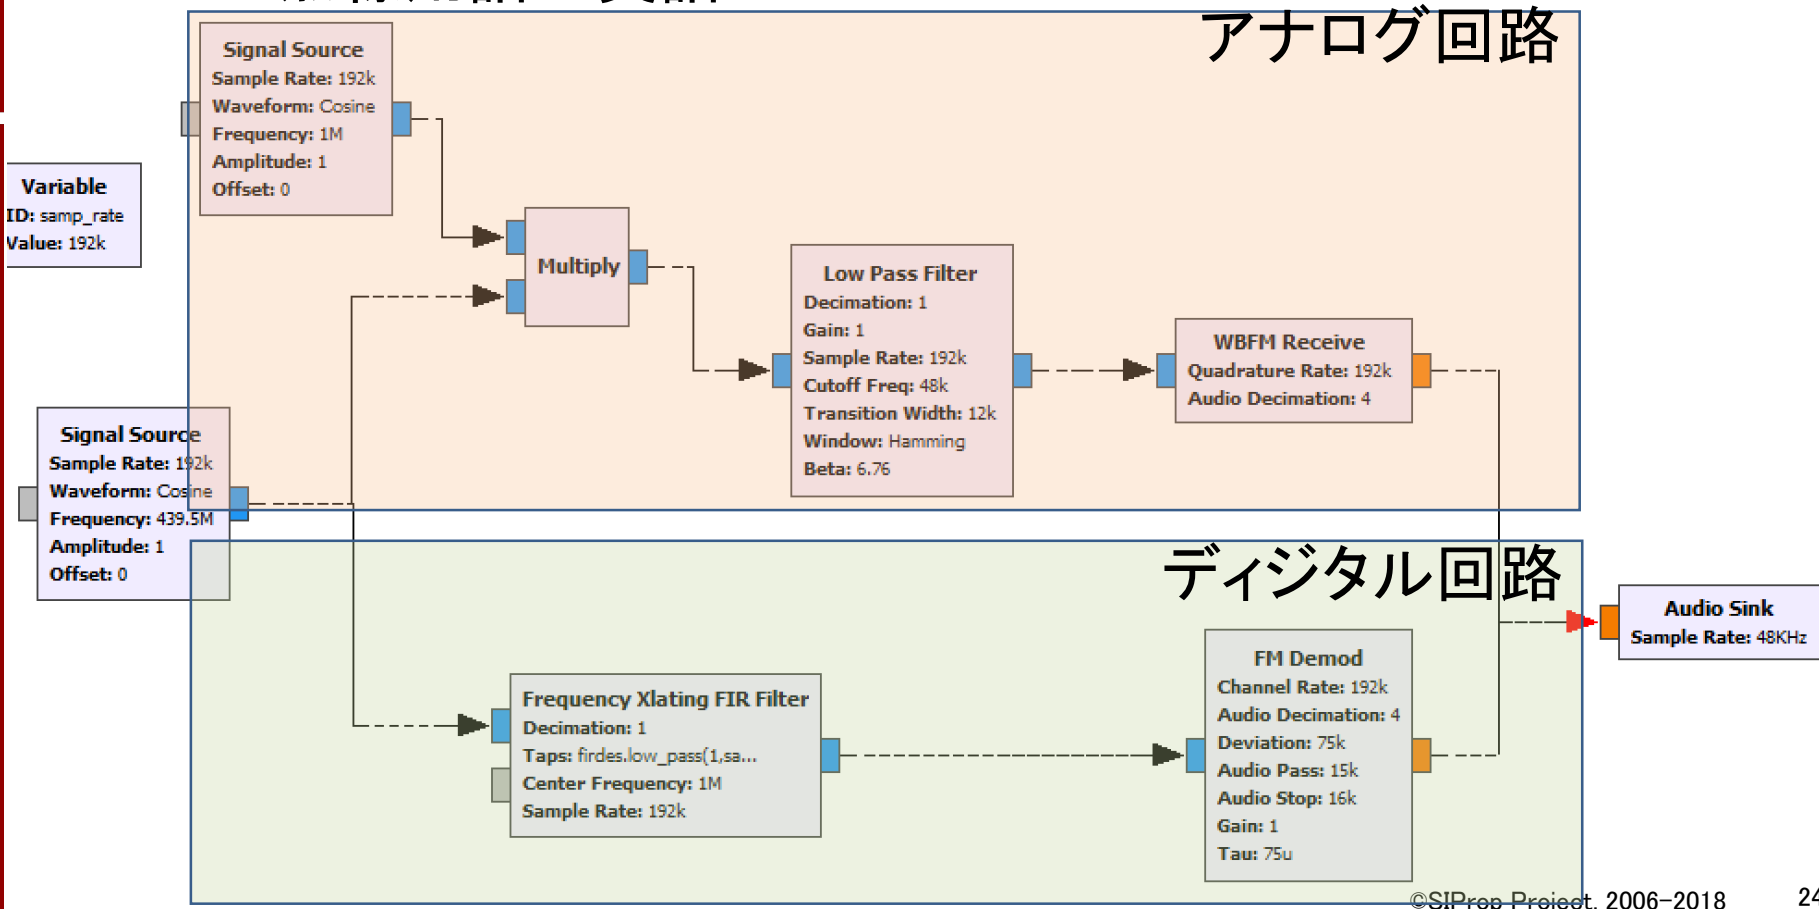 アナログ回路
Signal Source
Sample Rate: 192k
Waveform: Cosine
Frequency: 1M
Amplitude: 1
Offset: 0
Variable
ID: samp_rate
Value: 192k
Multiply
Low Pass Filter
Decimation: 1
Gain: 1
Sample Rate: 192k
Cutoff Freq: 48k
Transition Width: 12k
Window: Hamming
Beta: 6.76
WBFM Receive
Quadrature Rate: 192k
Audio Decimation: 4
Signal Source
Sample Rate: 192k
Waveform: Cosine
Frequency: 439.5M
Amplitude: 1
Offset: 0
ディジタル回路
Audio Sink
Sample Rate: 48KHz
Frequency Xlating FIR Filter
Decimation: 1
Taps: firdes.low_pass(1,sa...
Center Frequency: 1M
Sample Rate: 192k
FM Demod
Channel Rate: 192k
Audio Decimation: 4
Deviation: 75k
Audio Pass: 15k
Audio Stop: 16k
Gain: 1
Tau: 75u
©SIProp Project, 2006-2018
24